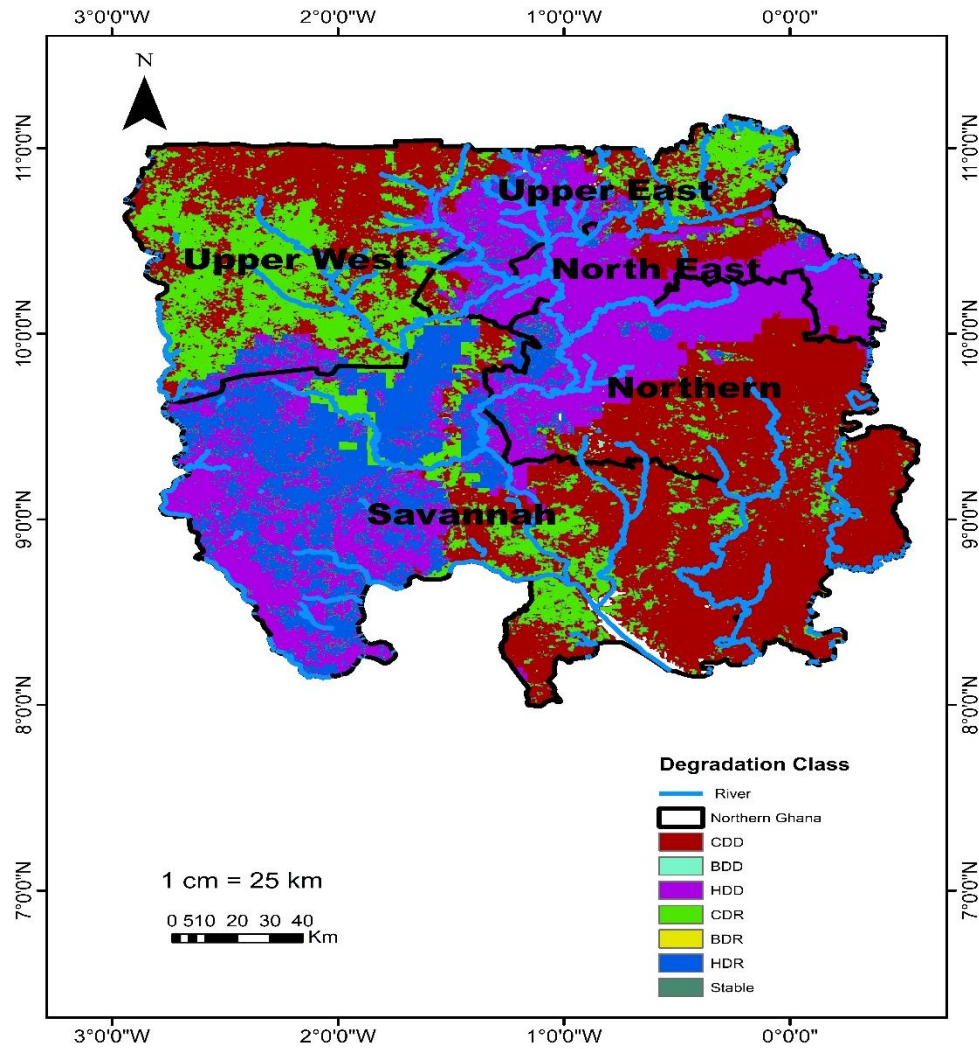 3°0'0"W 2°0'0"W 1°0'0"W 0°0'0"
N
11°0'0"N 11°0'0"N
Upper East
Upper West
North East
10°0'0"N 10°0'0"N
Northern
Savannah
9°0'0"N 9°0'0"N
8°0'0"N 8°0'0"N
Degradation Class
River
Northern Ghana
CDD
BDD
HDD
CDR
BDR
HDR
Stable
7°0'0"N 7°0'0"N
1 cm = 25 km
0 510 20 30 40
Km
3°0'0"W 2°0'0"W 1°0'0"W 0°0'0"